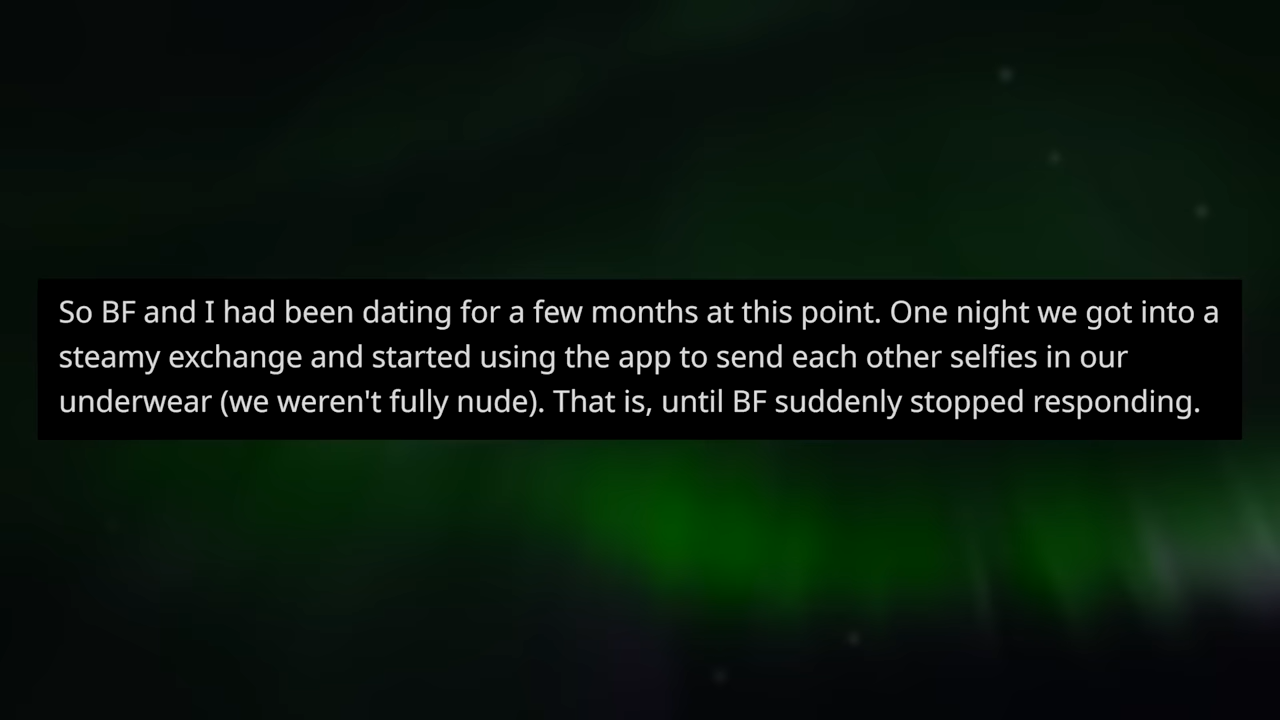 So BF and I had been dating for a few months at this point. One night we got into a
steamy exchange and started using the app to send each other selfies in our
underwear (we weren't fully nude). That is, until BF suddenly stopped responding.